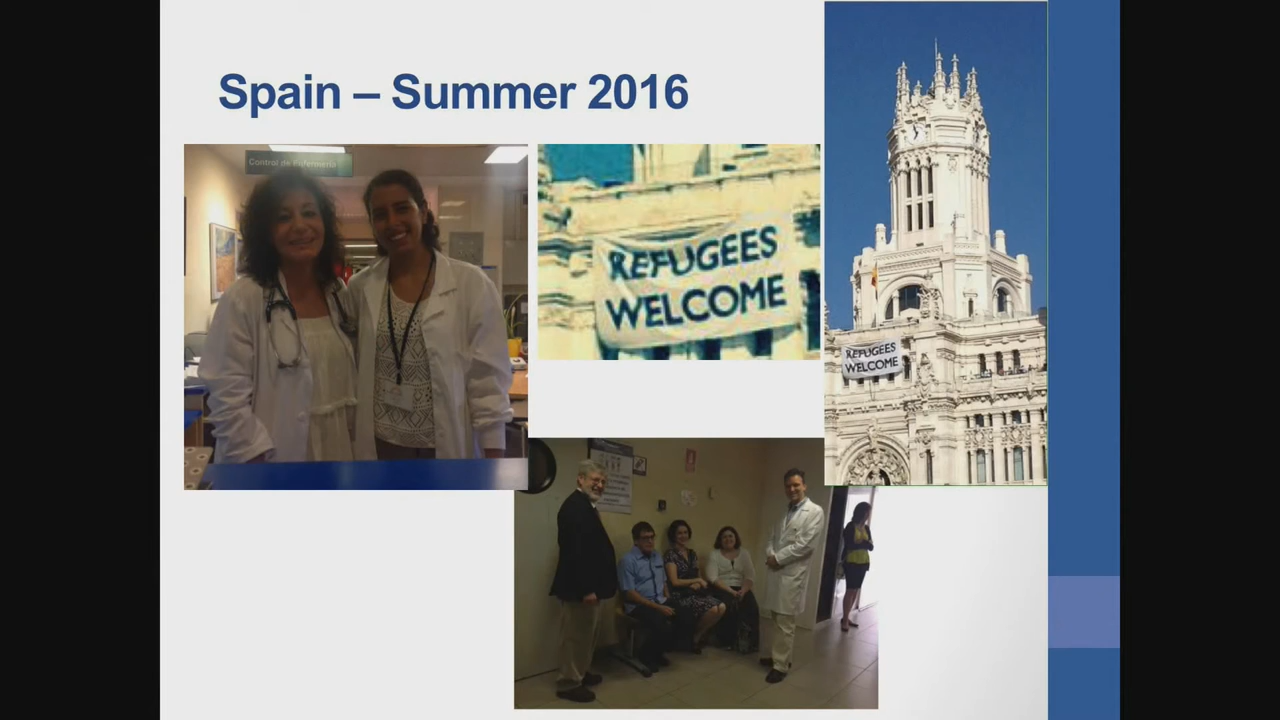 Spain – Summer 2016
Control de Enfermería
REFUGEES
WELCOME
REFUGEES
WELCOME